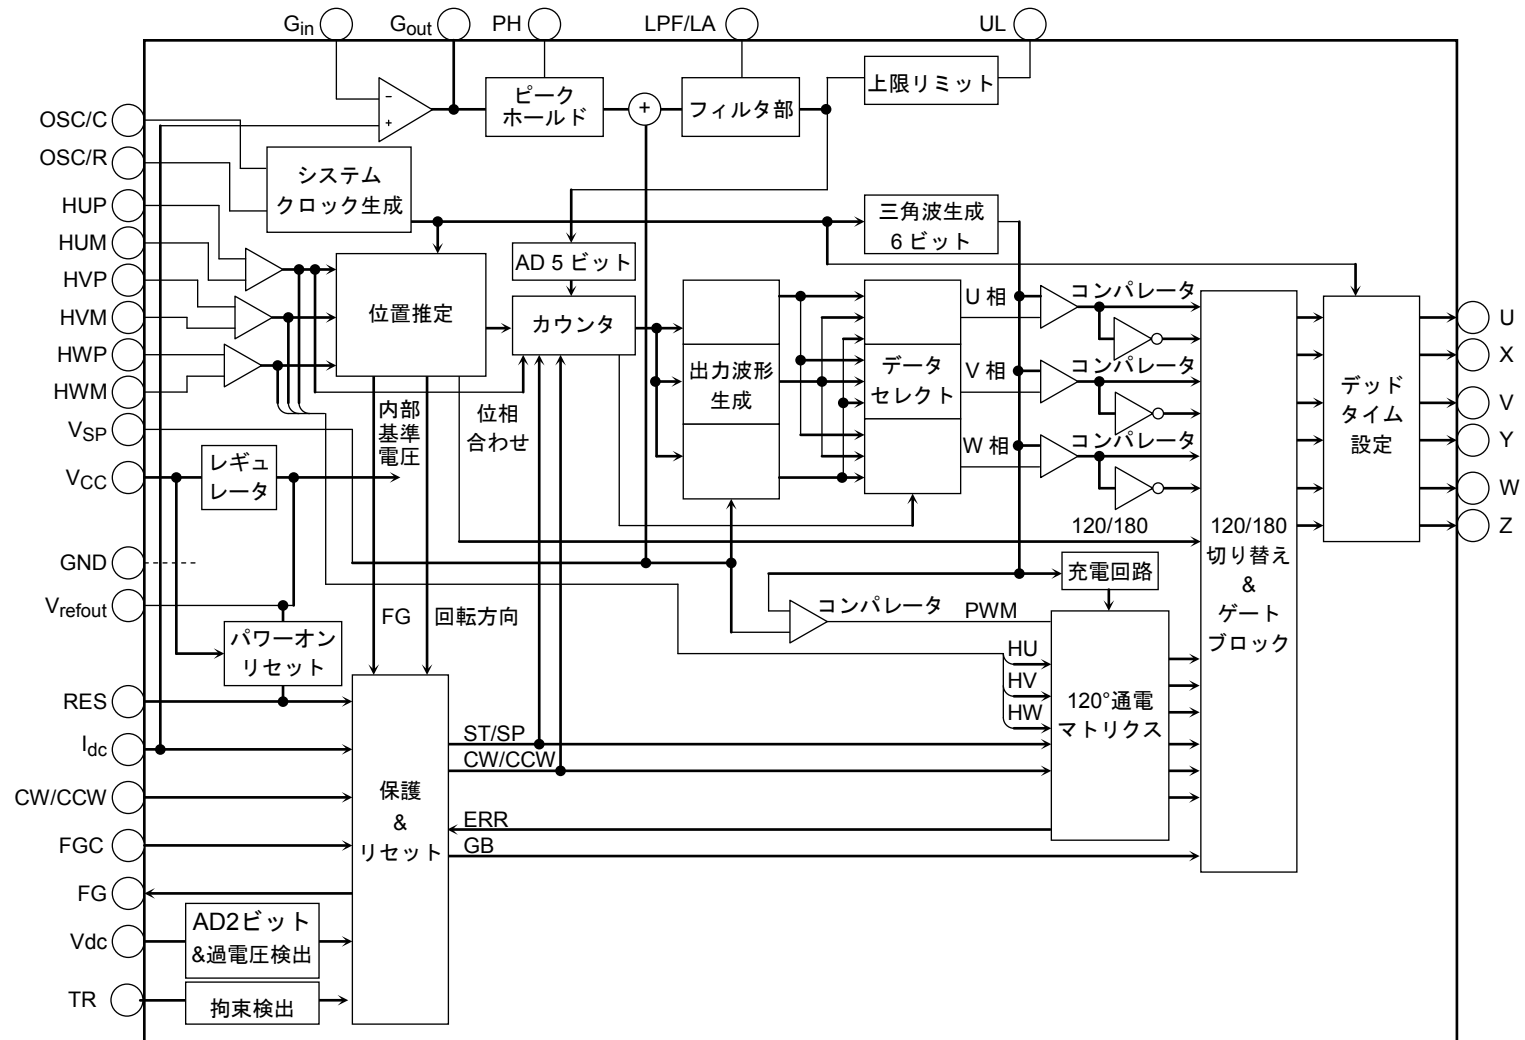 Gin
Gout
PH
LPF/LA
UL
OSC/C
OSC/R
HUP
HUM
HVP
HVM
HWP
HWM
VSP
VCC
GND
Vrefout
RES
Idc
CW/CCW
FGC
FG
Vdc
TR
−
+
ピーク
ホールド
+
フィルタ部
上限リミット
システム
クロック生成
三角波生成
6 ビット
AD 5 ビット
位置推定
カウンタ
出力波形
生成
データ
セレクト
U 相
V 相
W 相
コンパレータ
コンパレータ
コンパレータ
デッド
タイム
設定
U
X
V
Y
W
Z
内部
基準
電圧
位相
合わせ
レギュ
レータ
120/180
120/180
切り替え
&
ゲート
ブロック
充電回路
コンパレータ
PWM
FG
回転方向
パワーオン
リセット
HU
HV
HW
120°通電
マトリクス
ST/SP
CW/CCW
ERR
GB
保護
&
リセット
AD2ビット
&過電圧検出
拘束検出